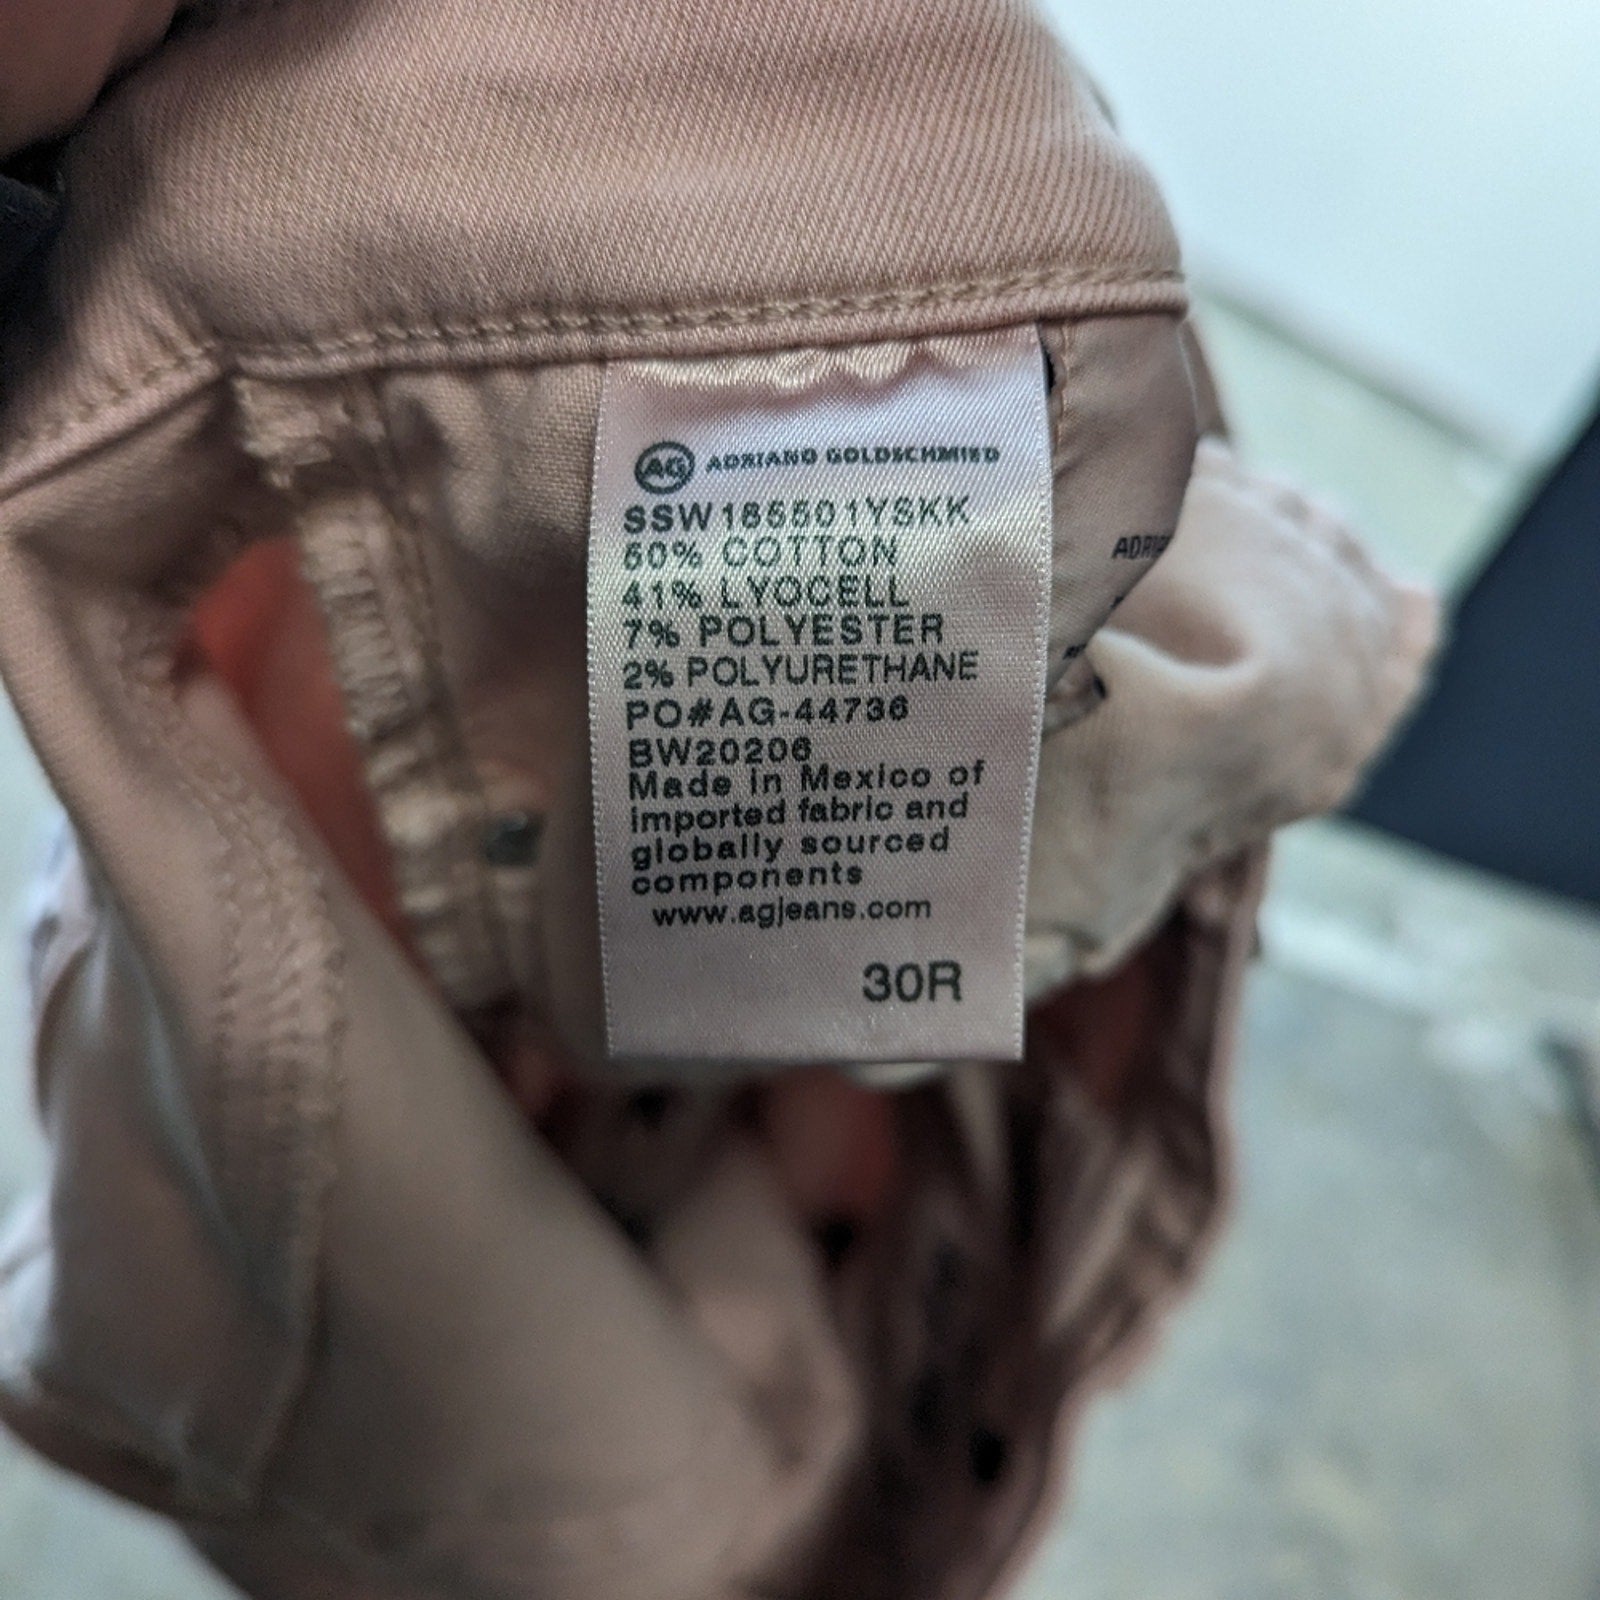 AG ADRIANO GOLDSCHMIED
SSW185501YSKK
50% COTTON
41% LYOCELL
7% POLYESTER
2% POLYURETHANE
PO#AG-44736
BW20206
Made in Mexico of
imported fabric and
globally sourced
components
www.agjeans.com
30R
ADRIA